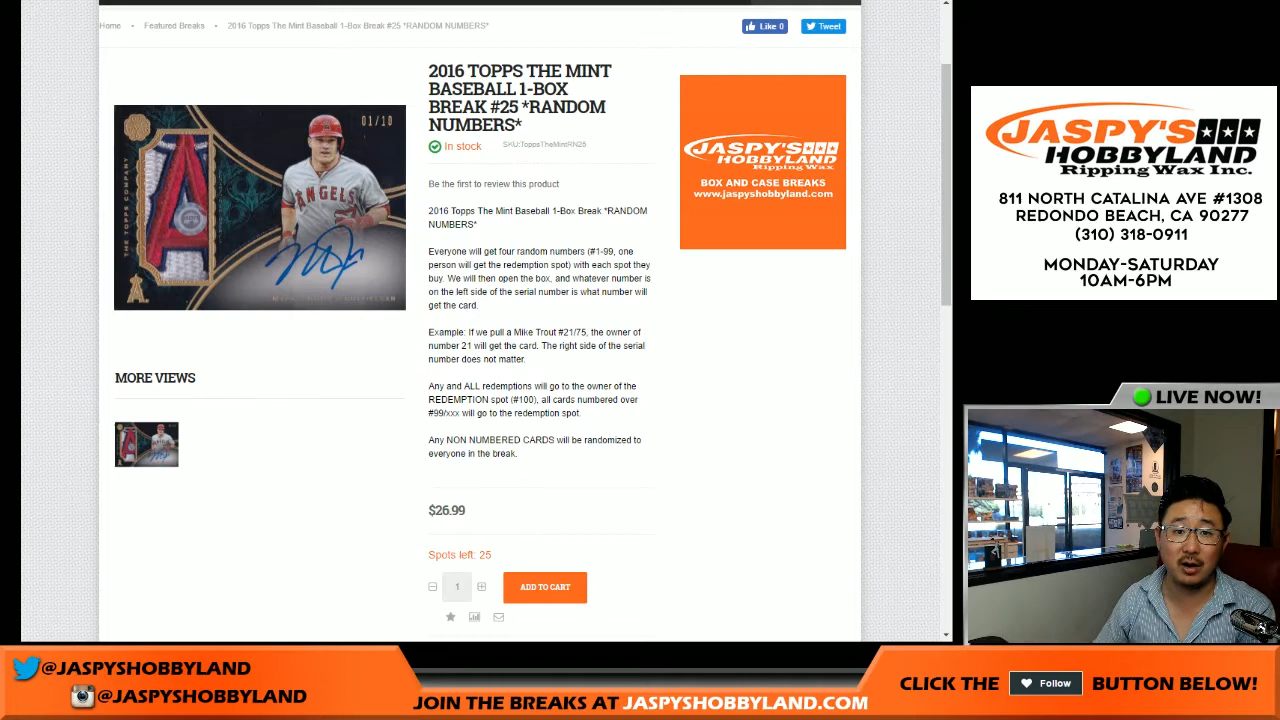 Home • Featured Breaks • 2016 Topps The Mint Baseball 1-Box Break #25 *RANDOM NUMBERS*
Like 0
Tweet
2016 TOPPS THE MINT
BASEBALL 1-BOX
BREAK #25 *RANDOM
NUMBERS*
In stock
SKU:ToppsTheMintRN25
Be the first to review this product
2016 Topps The Mint Baseball 1-Box Break *RANDOM
NUMBERS*
Everyone will get four random numbers (#1-99, one
person will get the redemption spot) with each spot they
buy. We will then open the box, and whatever number is
on the left side of the serial number is what number will
get the card.
Example: If we pull a Mike Trout #21/75, the owner of
number 21 will get the card. The right side of the serial
number does not matter.
Any and ALL redemptions will go to the owner of the
REDEMPTION spot (#100), all cards numbered over
#99/xxx will go to the redemption spot.
Any NON NUMBERED CARDS will be randomized to
everyone in the break.
$26.99
Spots left: 25
1
ADD TO CART
01/10
ANGELS
A
MORE VIEWS
JASPY'S
HOBBYLAND
Ripping Wax
BOX AND CASE BREAKS
www.jaspyshobbyland.com
JASPY'S
HOBBYLAND
Ripping Wax Inc.
811 NORTH CATALINA AVE #1308
REDONDO BEACH, CA 90277
(310) 318-0911
MONDAY-SATURDAY
10AM-6PM
LIVE NOW!
@JASPYSHOBBYLAND
@JASPYSHOBBYLAND
JOIN THE BREAKS AT JASPYSHOBBYLAND.COM
CLICK THE Follow BUTTON BELOW!